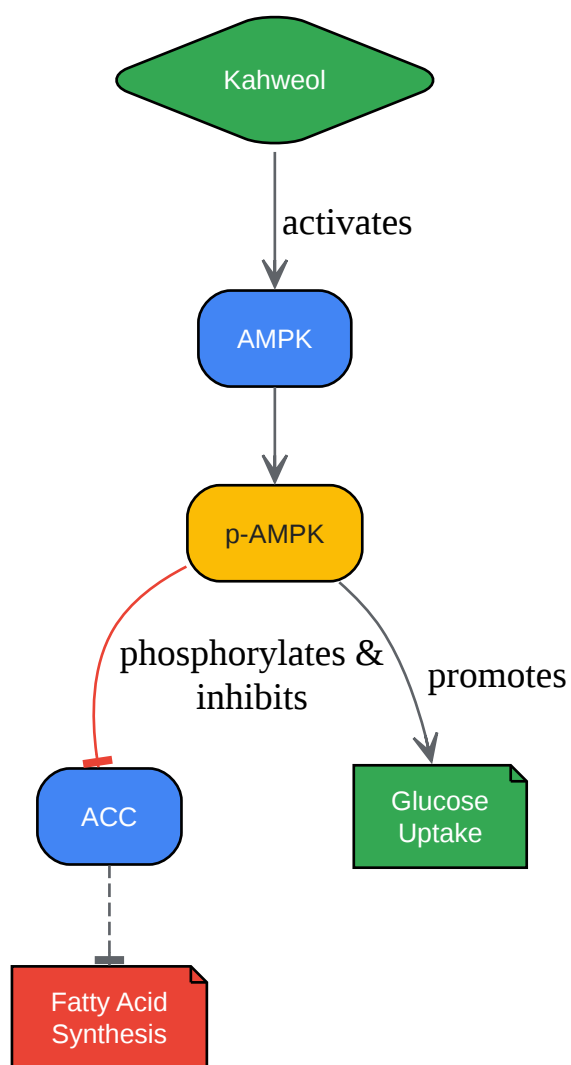 Kahweol
activates
AMPK
p-AMPK
phosphorylates &
inhibits
promotes
ACC
Glucose
Uptake
Fatty Acid
Synthesis